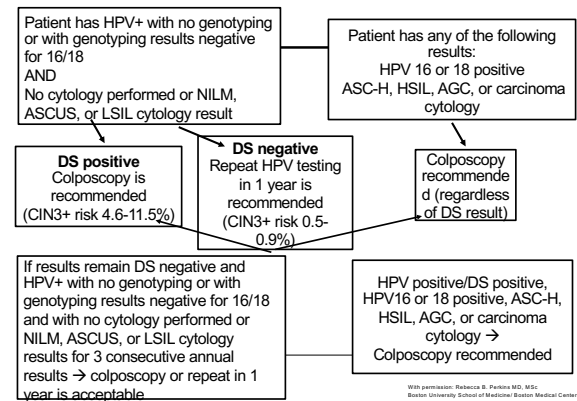 Patient has HPV+ with no genotyping
or with genotyping results negative
for 16/18
AND
No cytology performed or NILM,
ASCUS, or LSIL cytology result
Patient has any of the following
results:
HPV 16 or 18 positive
ASC-H, HSIL, AGC, or carcinoma
cytology
DS positive
Colposcopy is
recommended
(CIN3+ risk 4.6-11.5%)
DS negative
Repeat HPV testing
in 1 year is
recommended
(CIN3+ risk 0.5-
0.9%)
Colposcopy
recommende
d (regardless
of DS result)
If results remain DS negative and
HPV+ with no genotyping or with
genotyping results negative for 16/18
and with no cytology performed or
NILM, ASCUS, or LSIL cytology
results for 3 consecutive annual
results → colposcopy or repeat in 1
year is acceptable
HPV positive/DS positive,
HPV16 or 18 positive, ASC-H,
HSIL, AGC, or carcinoma
cytology →
Colposcopy recommended
With permission: Rebecca B. Perkins MD, MSc
Boston University School of Medicine/ Boston Medical Center